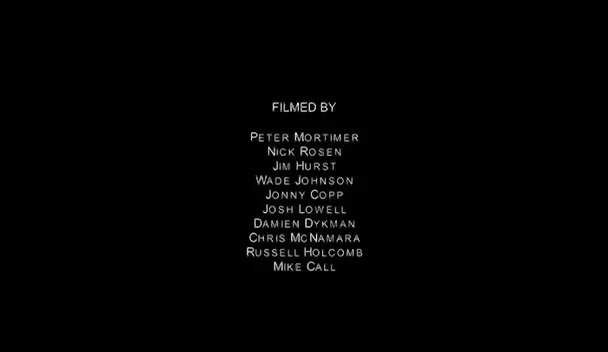 FILMED BY
PETER MORTIMER
NICK ROSEN
JIM HURST
WADE JOHNSON
JONNY COPP
JOSH LOWELL
DAMIEN DYKMAN
CHRIS MCNAMARA
RUSSELL HOLCOMB
MIKE CALL